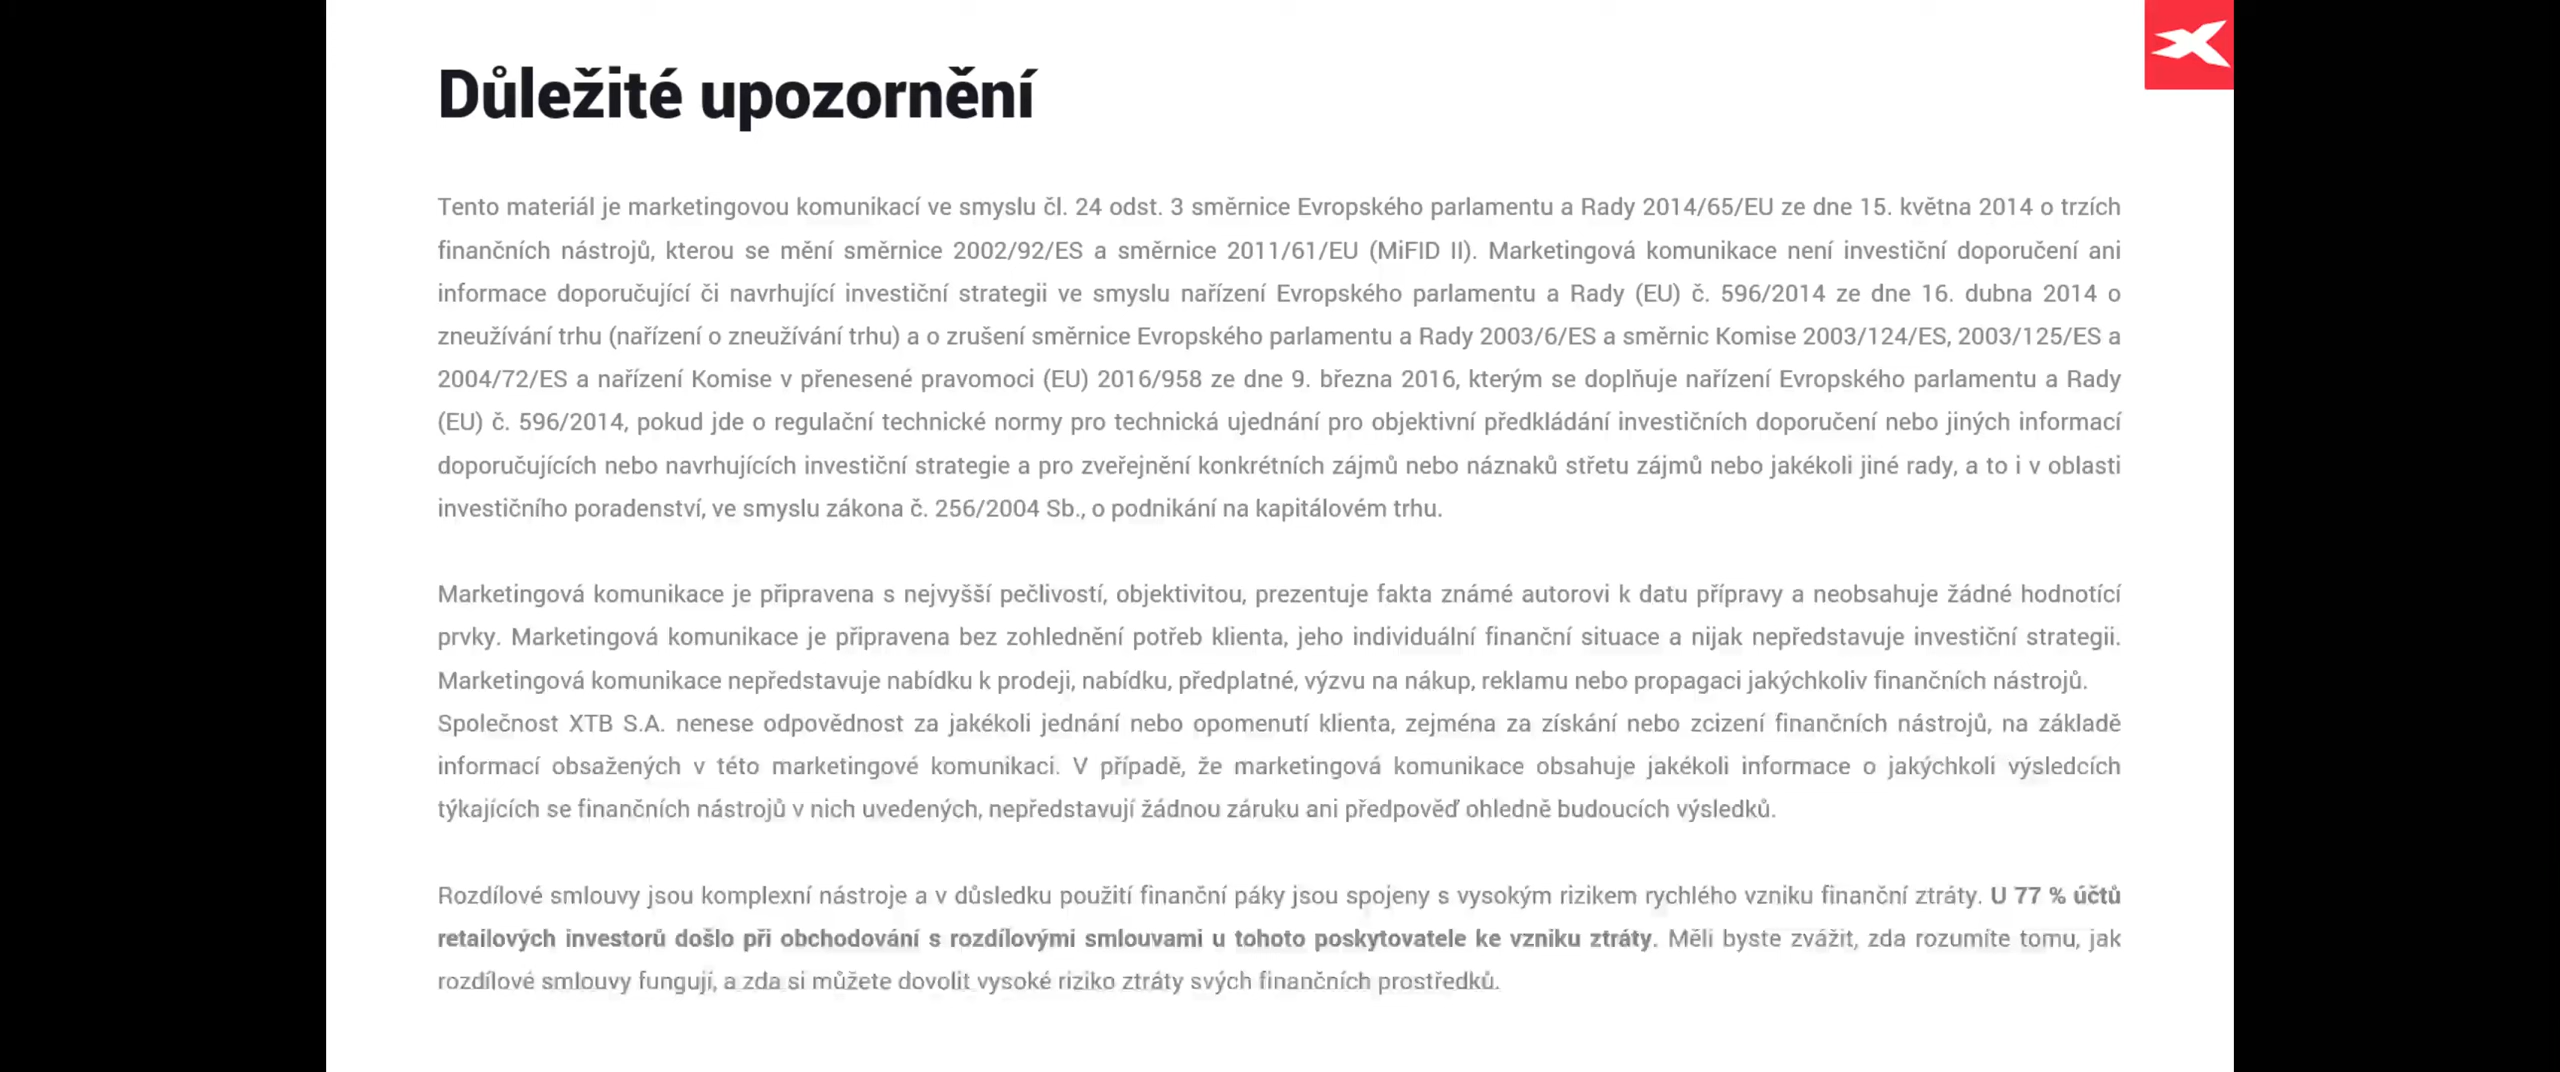 Důležité upozornění
Tento materiál je marketingovou komunikací ve smyslu čl. 24 odst. 3 směrnice Evropského parlamentu a Rady 2014/65/EU ze dne 15. května 2014 o trzích
finančních nástrojů, kterou se mění směrnice 2002/92/ES a směrnice 2011/61/EU (MiFID II). Marketingová komunikace není investiční doporučení ani
informace doporučující či navrhující investiční strategii ve smyslu nařízení Evropského parlamentu a Rady (EU) č. 596/2014 ze dne 16. dubna 2014 o
zneužívání trhu (nařízení o zneužívání trhu) a o zrušení směrnice Evropského parlamentu a Rady 2003/6/ES a směrnic Komise 2003/124/ES, 2003/125/ES a
2004/72/ES a nařízení Komise v přenesené pravomoci (EU) 2016/958 ze dne 9. března 2016, kterým se doplňuje nařízení Evropského parlamentu a Rady
(EU) č. 596/2014, pokud jde o regulační technické normy pro technická ujednání pro objektivní předkládání investičních doporučení nebo jiných informací
doporučujících nebo navrhujících investiční strategie a pro zveřejnění konkrétních zájmů nebo náznaků střetu zájmů nebo jakékoli jiné rady, a to i v oblasti
investičního poradenství, ve smyslu zákona č. 256/2004 Sb., o podnikání na kapitálovém trhu.
Marketingová komunikace je připravena s nejvyšší pečlivostí, objektivitou, prezentuje fakta známé autorovi k datu přípravy a neobsahuje žádné hodnotící
prvky. Marketingová komunikace je připravena bez zohlednění potřeb klienta, jeho individuální finanční situace a nijak nepředstavuje investiční strategii.
Marketingová komunikace nepředstavuje nabídku k prodeji, nabídku, předplatné, výzvu na nákup, reklamu nebo propagaci jakýchkoliv finančních nástrojů.
Společnost XTB S.A. nenese odpovědnost za jakékoli jednání nebo opomenutí klienta, zejména za získání nebo zcizení finančních nástrojů, na základě
informací obsažených v této marketingové komunikaci. V případě, že marketingová komunikace obsahuje jakékoli informace o jakýchkoli výsledcích
týkajících se finančních nástrojů v nich uvedených, nepředstavují žádnou záruku ani předpověď ohledně budoucích výsledků.
Rozdílové smlouvy jsou komplexní nástroje a v důsledku použití finanční páky jsou spojeny s vysokým rizikem rychlého vzniku finanční ztráty. U 77 % účtů
retailových investorů došlo při obchodování s rozdílovými smlouvami u tohoto poskytovatele ke vzniku ztráty. Měli byste zvážit, zda rozumíte tomu, jak
rozdílové smlouvy fungují, a zda si můžete dovolit vysoké riziko ztráty svých finančních prostředků.